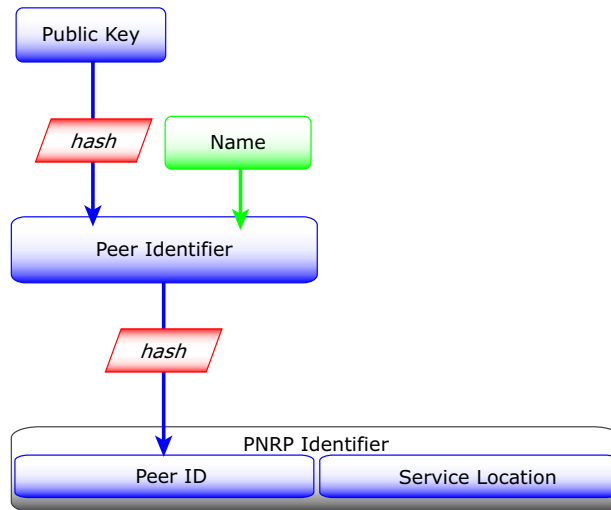 Public Key
hash
Name
Peer Identifier
hash
PNRP Identifier
Peer ID
Service Location